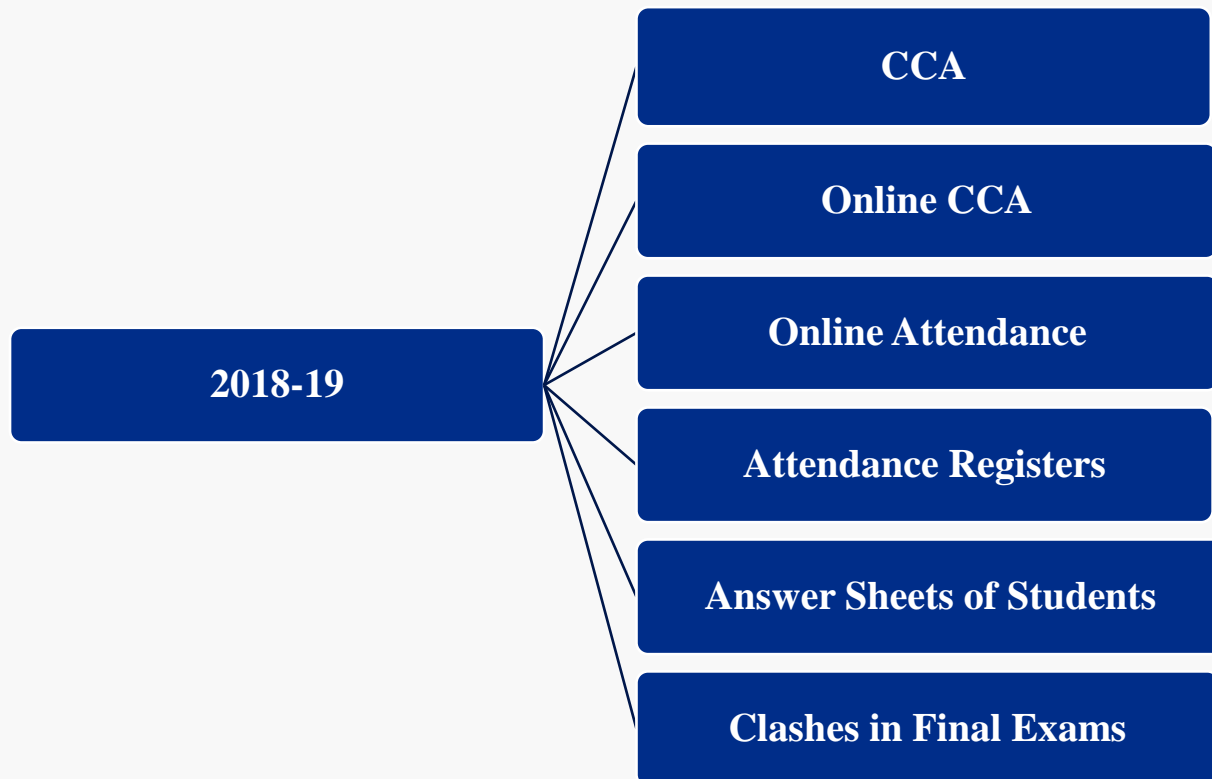 2018-19
CCA
Online CCA
Online Attendance
Attendance Registers
Answer Sheets of Students
Clashes in Final Exams